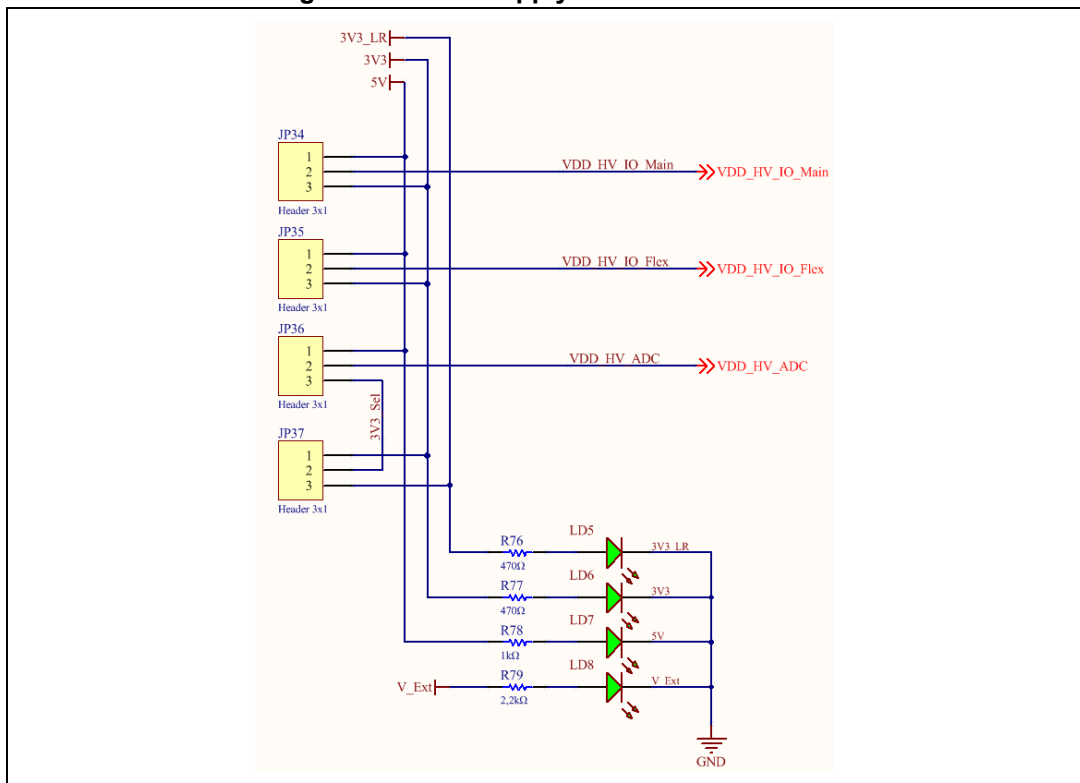 3V3_LR
3V3
5V
JP34
1
2
3
Header 3x1
VDD_HV_IO_Main
VDD_HV_IO_Main
JP35
1
2
3
Header 3x1
VDD_HV_IO_Flex
VDD_HV_IO_Flex
JP36
1
2
3
Header 3x1
VDD_HV_ADC
VDD_HV_ADC
3V3_Sel
JP37
1
2
3
Header 3x1
R76
470Ω
LD5
3V3_LR
R77
470Ω
LD6
3V3
R78
1kΩ
LD7
5V
V_Ext
R79
2,2kΩ
LD8
V_Ext
GND